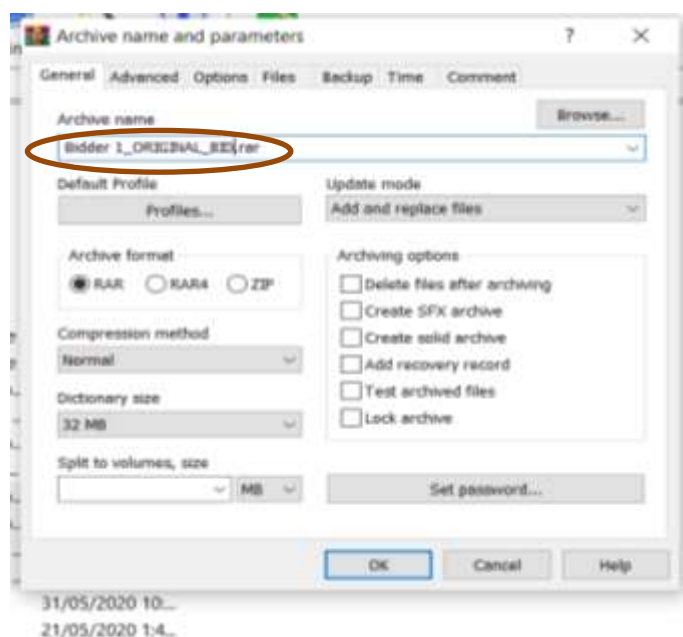 Archive name and parameters ? ×
General Advanced Options Files Backup Time Comment
Archive name
Browse...
Bidder 1_ORIGINAL_BID.rar
Default Profile
Profiles...
Update mode
Add and replace files
Archive format
RAR RAR4 ZIP
Compression method
Normal
Dictionary size
32 MB
Split to volumes, size
MB
Archiving options
Delete files after archiving
Create SFX archive
Create solid archive
Add recovery record
Test archived files
Lock archive
Set password...
OK Cancel Help
31/05/2020 10:...
21/05/2020 1:4...